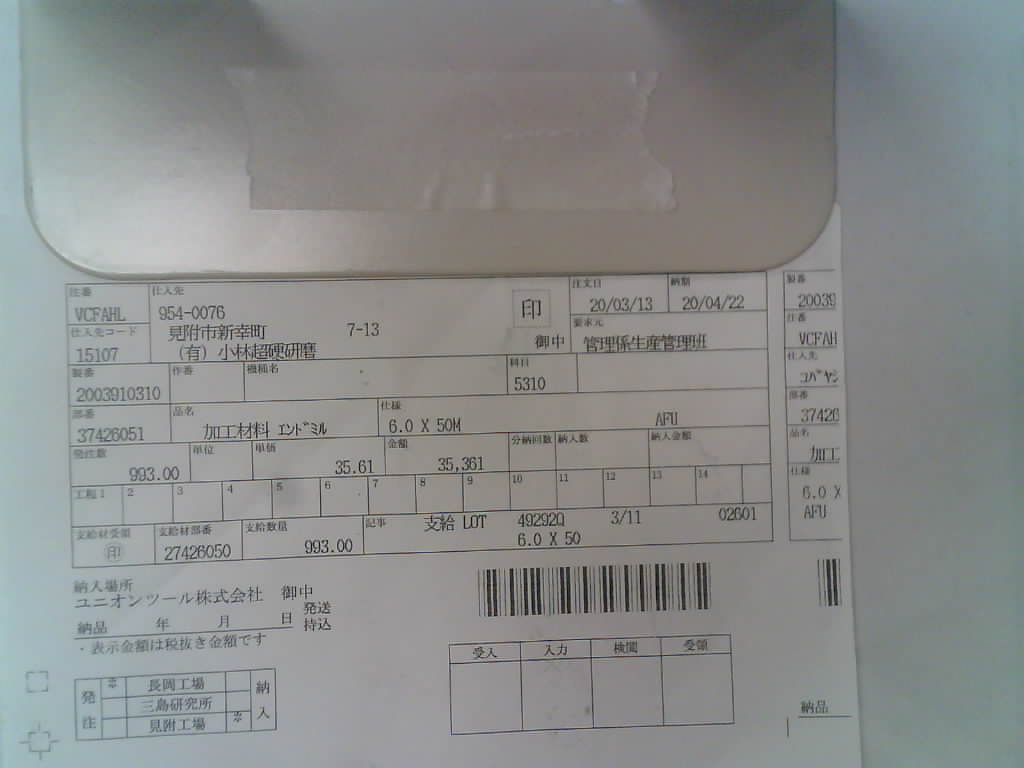 注番 仕入先 注文日 納期
VCFAHL 954-0076 印 20/03/13 20/04/22
仕入先コード 見附市新幸町 7-13 要求元
15107 (有) 小林超硬研磨 御中 管理係生産管理班
製番 作番 機種名 科目
2003910310 5310
部番 品名 仕様
37426051 加工材料 エンドミル 6.0 X 50M AFU
発注数 単位 単価 金額 分納回数 納入数 納入金額
993.00 35.61 35,361
工程1 2 3 4 5 6 7 8 9 10 11 12 13 14
支給材受領 支給材部番 支給数量 記事 支給 LOT 49292Q 3/11 02601
印 27426050 993.00 6.0 X 50
納入場所
ユニオンツール株式会社 御中
納品 年 月 日 発送
持込
・表示金額は税抜き金額です
発注 * 長岡工場 納入
三島研究所
見附工場 *
受入 入力 検閲 受領
製番
20039
注番
VCFAH
仕入先
コバヤシ
部番
37426
品名
加工
仕様
6.0 X
AFU
納品